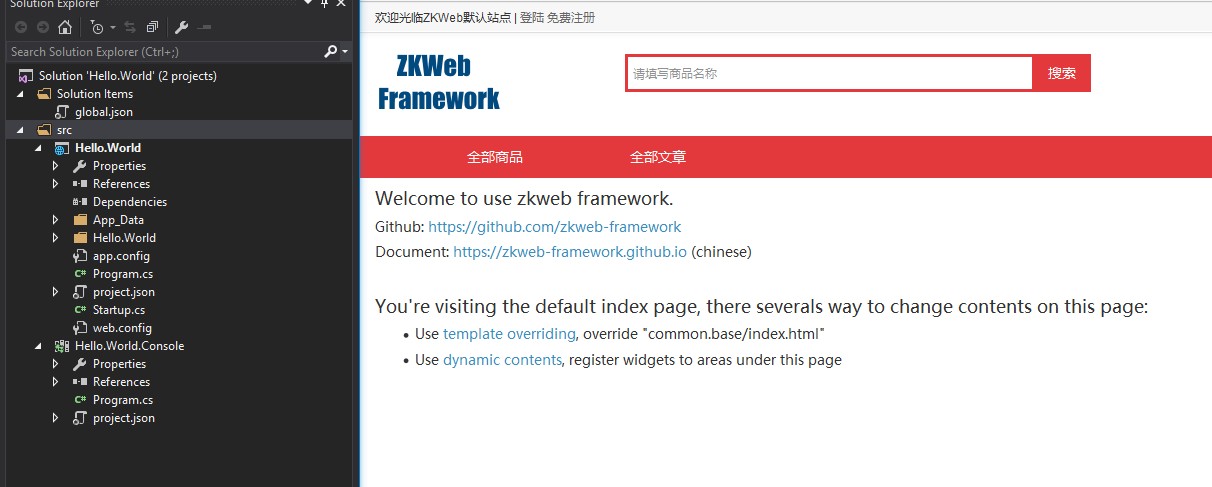 Solution Explorer
Search Solution Explorer (Ctrl+;)
Solution 'Hello.World' (2 projects)
Solution Items
global.json
src
Hello.World
Properties
References
Dependencies
App_Data
Hello.World
app.config
C# Program.cs
project.json
C# Startup.cs
web.config
Hello.World.Console
Properties
References
C# Program.cs
project.json
欢迎光临ZKWeb默认站点 | 登陆 免费注册
ZKWeb
Framework
请填写商品名称
搜索
全部商品 全部文章
Welcome to use zkweb framework.
Github: https://github.com/zkweb-framework
Document: https://zkweb-framework.github.io (chinese)
You're visiting the default index page, there severals way to change contents on this page:
• Use template overriding, override "common.base/index.html"
• Use dynamic contents, register widgets to areas under this page